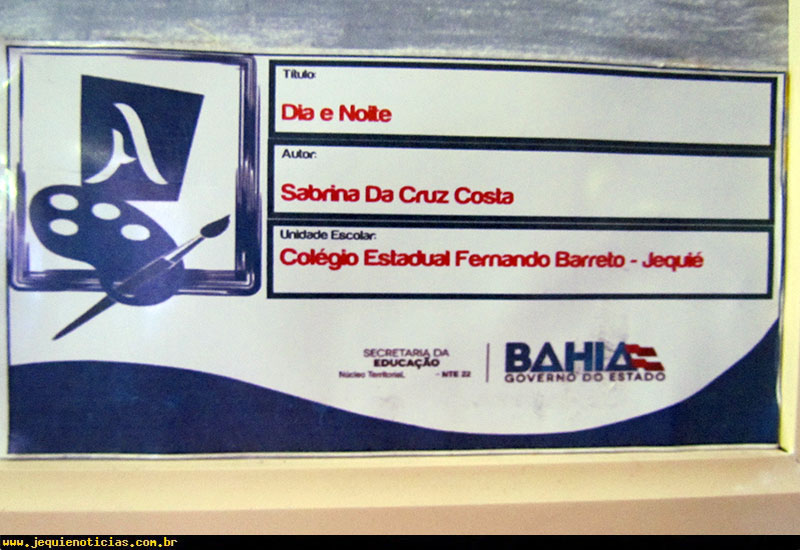 Título:
Dia e Noite
Autor:
Sabrina Da Cruz Costa
Unidade Escolar:
Colégio Estadual Fernando Barreto - Jequié
SECRETARIA DA
EDUCAÇÃO
Núcleo Territorial. - NTE 22
BAHIA
GOVERNO DO ESTADO
www.jequienoticias.com.br